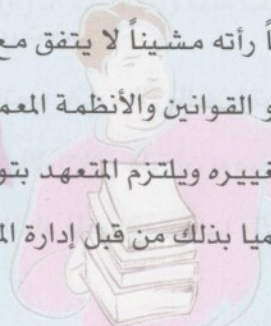 ً رأته مشيناً لا يتفق مع
و القوانين والأنظمة المعم
غييره ويلتزم المتعهد بتو
ميا بذلك من قبل إدارة الم